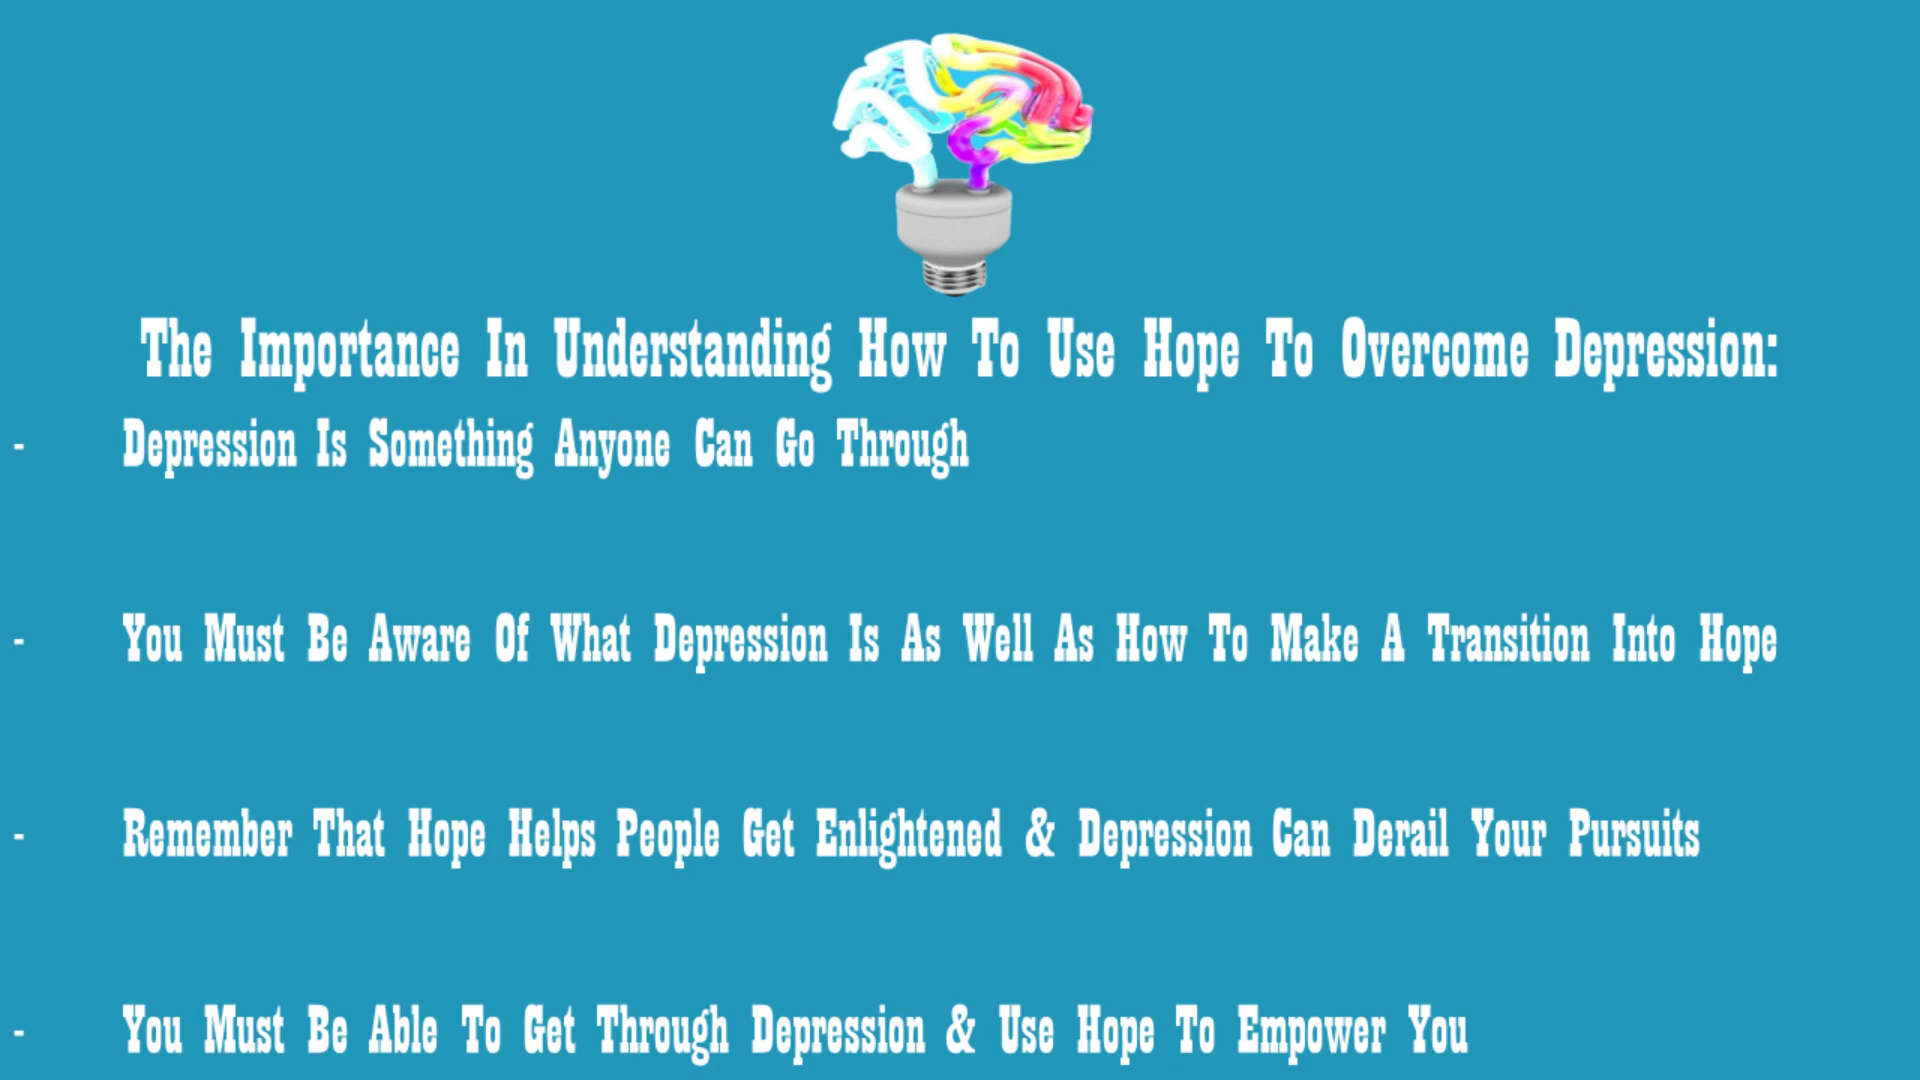 The Importance In Understanding How To Use Hope To Overcome Depression:
- Depression Is Something Anyone Can Go Through
- You Must Be Aware Of What Depression Is As Well As How To Make A Transition Into Hope
- Remember That Hope Helps People Get Enlightened & Depression Can Derail Your Pursuits
- You Must Be Able To Get Through Depression & Use Hope To Empower You